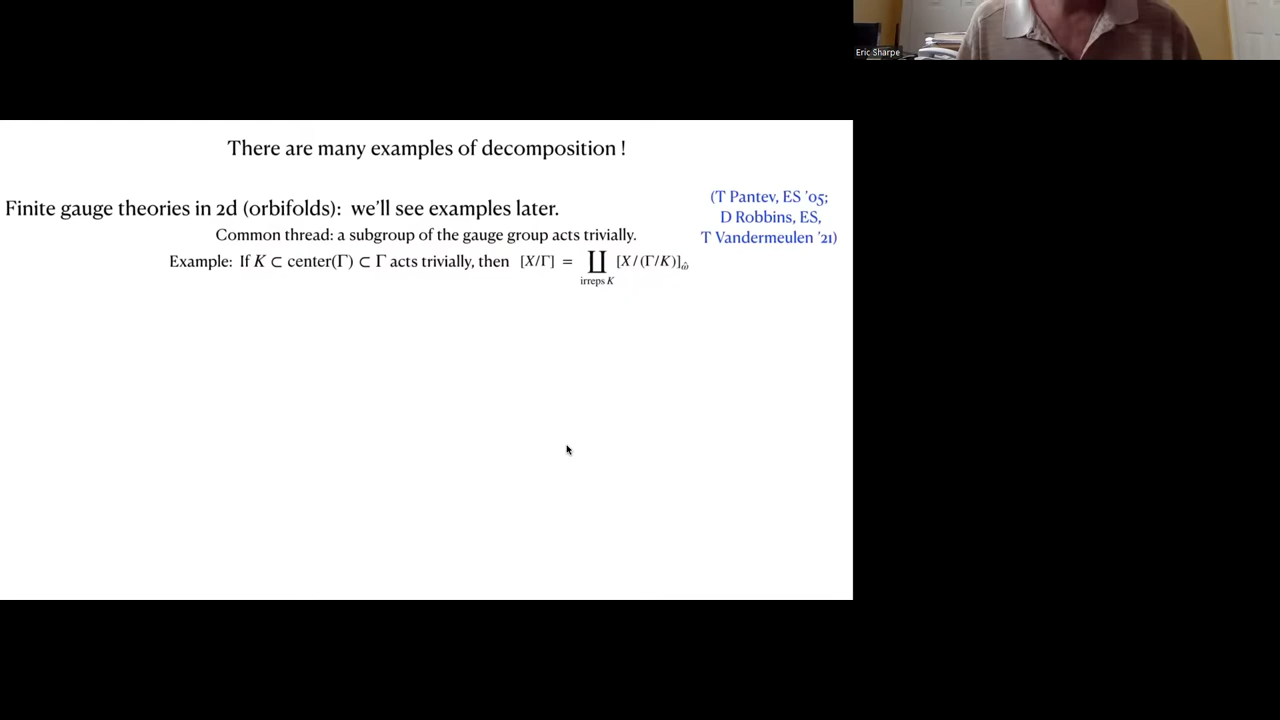 Eric Sharpe
There are many examples of decomposition !
Finite gauge theories in 2d (orbifolds): we'll see examples later.
(T Pantev, ES '05;
D Robbins, ES,
T Vandermeulen '21)
Common thread: a subgroup of the gauge group acts trivially.
Example: If K ⊂ center(Γ) ⊂ Γ acts trivially, then [X/Γ] = ∐ [X/(Γ/K)]_ω̂
irreps K